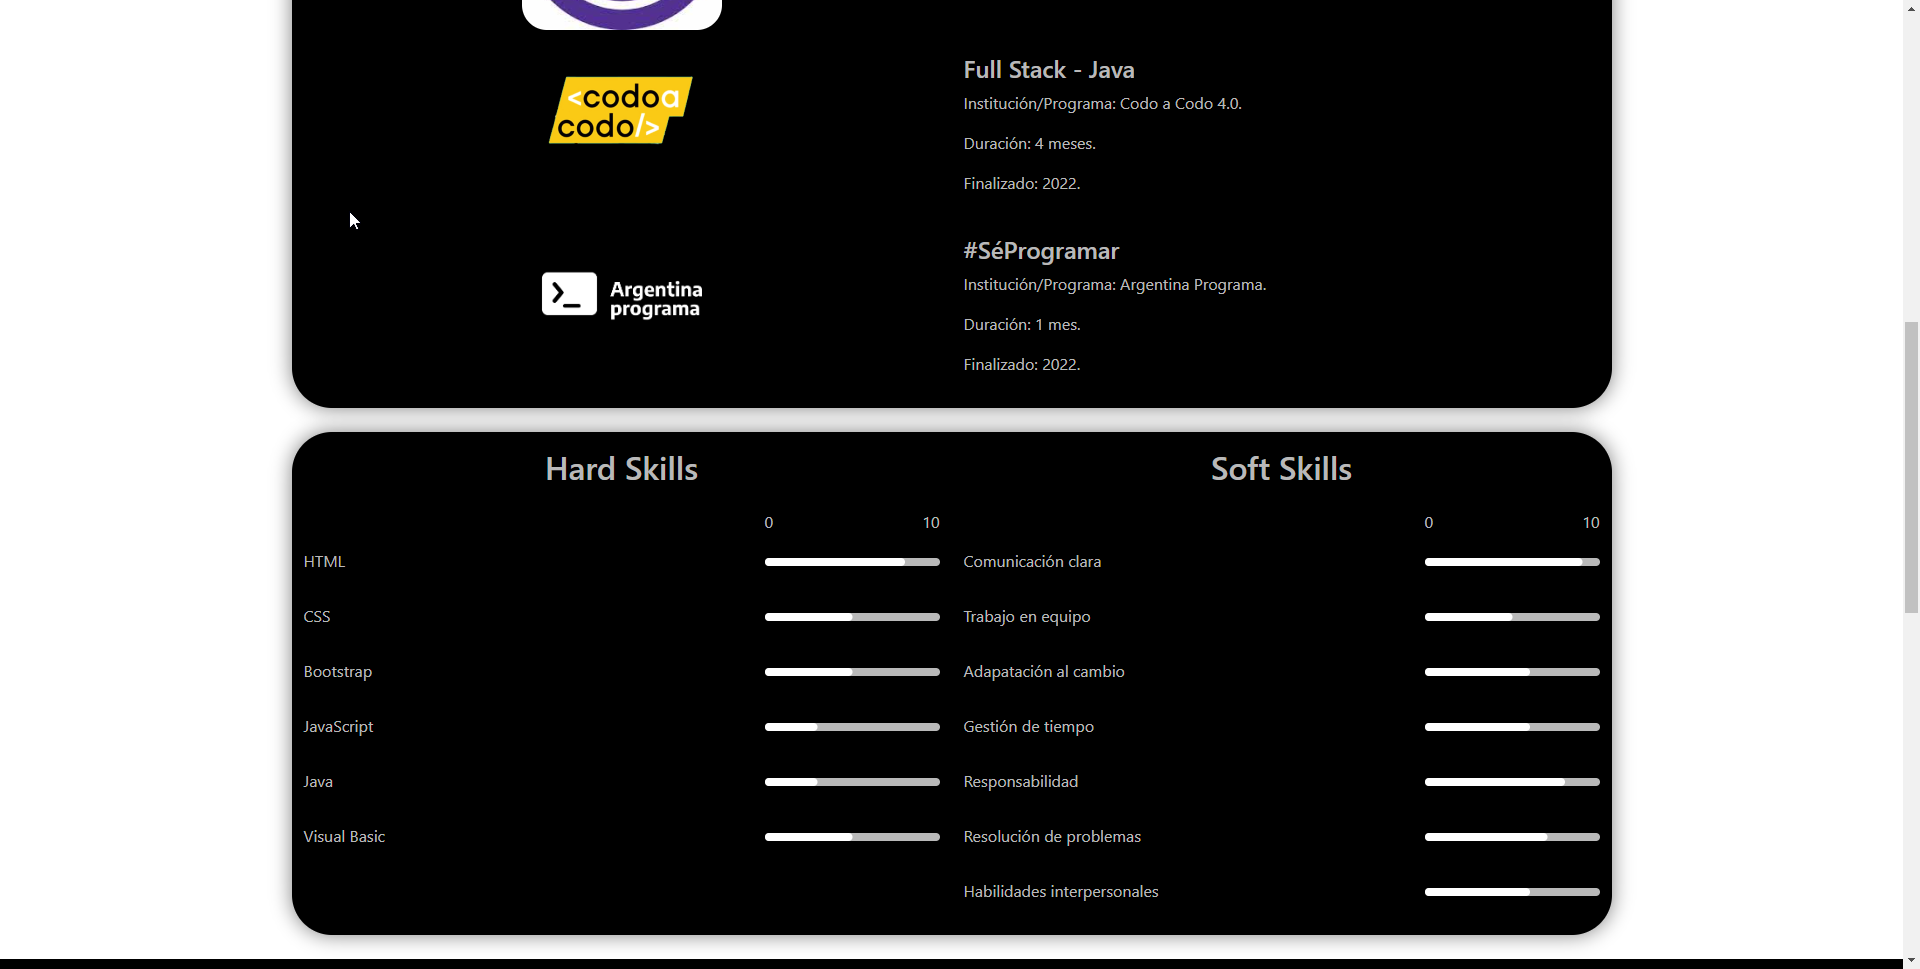 <codoa
codo/>
Full Stack - Java
Institución/Programa: Codo a Codo 4.0.
Duración: 4 meses.
Finalizado: 2022.
>_ Argentina
programa
#SéProgramar
Institución/Programa: Argentina Programa.
Duración: 1 mes.
Finalizado: 2022.
Hard Skills
0 10
HTML
CSS
Bootstrap
JavaScript
Java
Visual Basic
Soft Skills
0 10
Comunicación clara
Trabajo en equipo
Adapatación al cambio
Gestión de tiempo
Responsabilidad
Resolución de problemas
Habilidades interpersonales